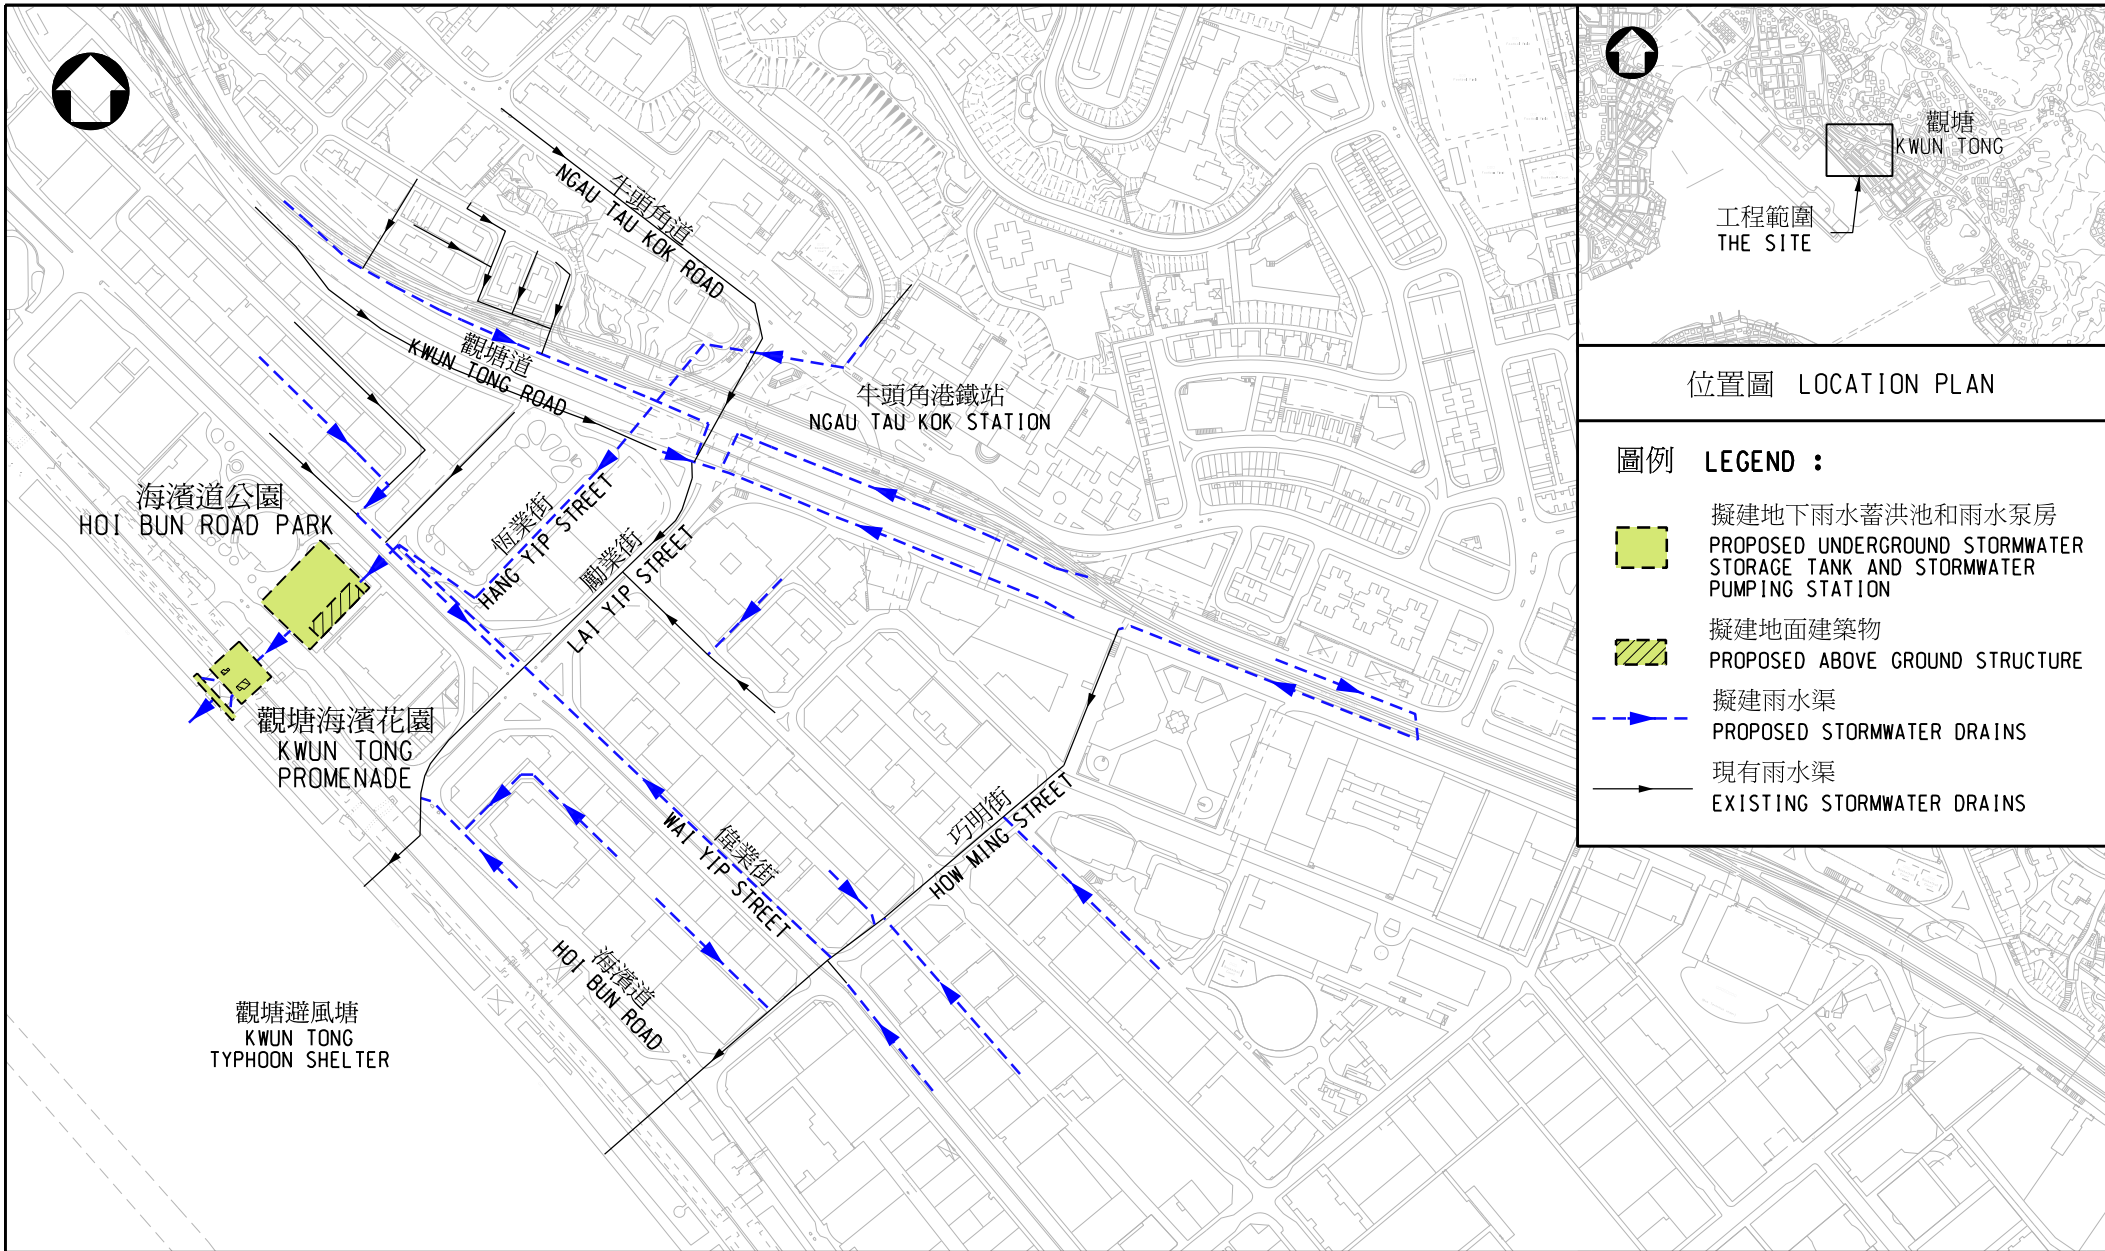 牛頭角道
NGAU TAU KOK ROAD
觀塘道
KWUN TONG ROAD
牛頭角港鐵站
NGAU TAU KOK STATION
海濱道公園
HOI BUN ROAD PARK
恆業街
HANG YIP STREET
勵業街
LAI YIP STREET
觀塘海濱花園
KWUN TONG
PROMENADE
偉業街
WAI YIP STREET
巧明街
HOW MING STREET
海濱道
HOI BUN ROAD
觀塘避風塘
KWUN TONG
TYPHOON SHELTER
觀塘
KWUN TONG
工程範圍
THE SITE
位置圖 LOCATION PLAN
圖例 LEGEND :
擬建地下雨水蓄洪池和雨水泵房
PROPOSED UNDERGROUND STORMWATER
STORAGE TANK AND STORMWATER
PUMPING STATION
擬建地面建築物
PROPOSED ABOVE GROUND STRUCTURE
擬建雨水渠
PROPOSED STORMWATER DRAINS
現有雨水渠
EXISTING STORMWATER DRAINS